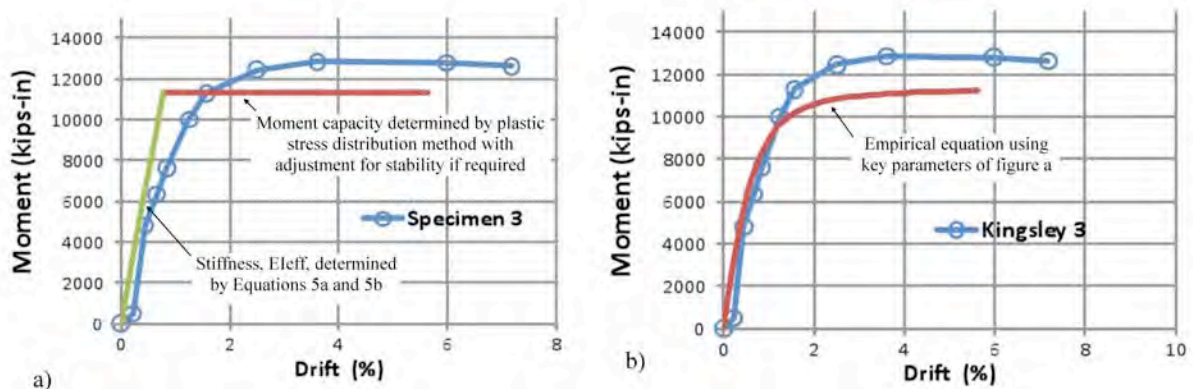 14000
12000
10000
8000
6000
4000
2000
0
Moment (kips-in)
Moment capacity determined by plastic
stress distribution method with
adjustment for stability if required
Specimen 3
Stiffness, EIeff, determined
by Equations 5a and 5b
0 2 4 6 8
Drift (%)
a)
14000
12000
10000
8000
6000
4000
2000
0
Moment (kips-in)
Empirical equation using
key parameters of figure a
Kingsley 3
0 2 4 6 8 10
Drift (%)
b)